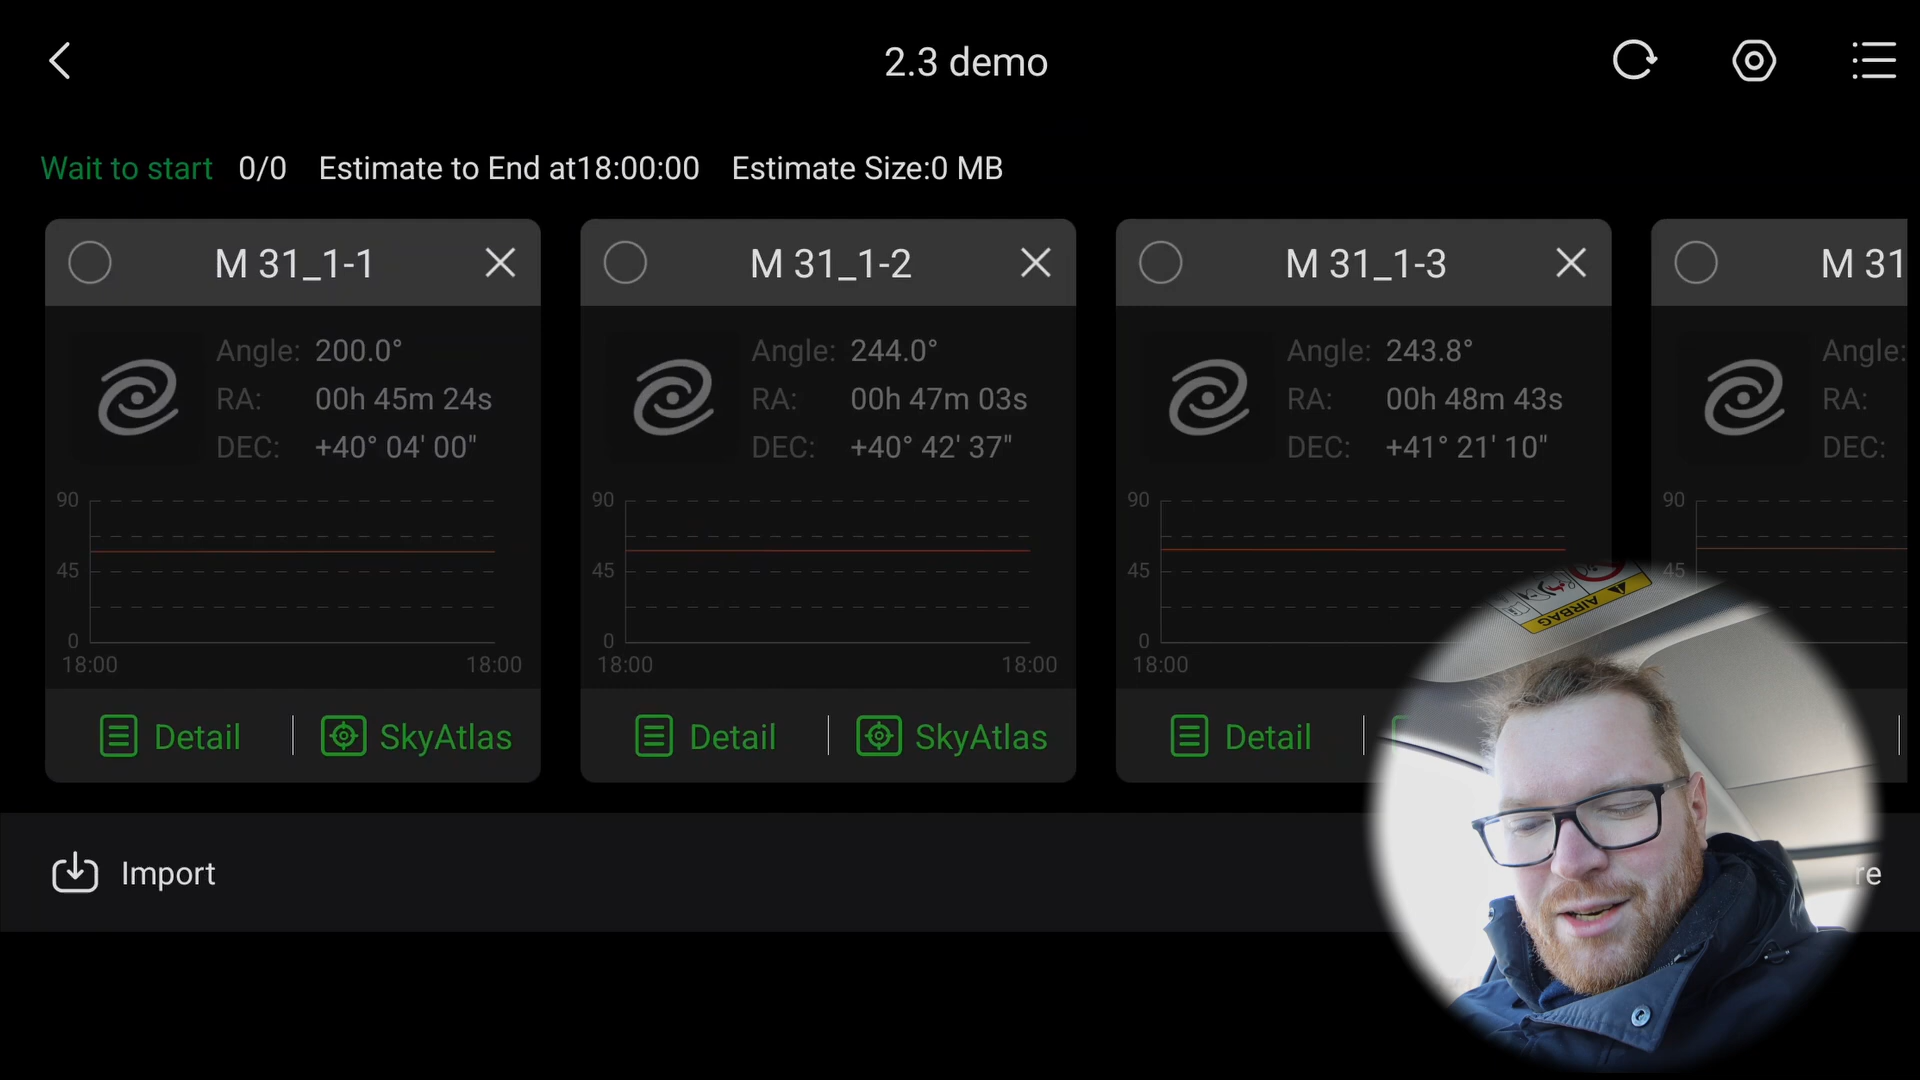 2.3 demo
Wait to start 0/0 Estimate to End at18:00:00 Estimate Size:0 MB
M 31_1-1
Angle: 200.0°
RA: 00h 45m 24s
DEC: +40° 04' 00"
90
45
0
18:00 18:00
Detail SkyAtlas
M 31_1-2
Angle: 244.0°
RA: 00h 47m 03s
DEC: +40° 42' 37"
90
45
0
18:00 18:00
Detail SkyAtlas
M 31_1-3
Angle: 243.8°
RA: 00h 48m 43s
DEC: +41° 21' 10"
90
45
0
18:00
Detail
M 31
Angle:
RA:
DEC:
90
45
AIRBAG
Import
re